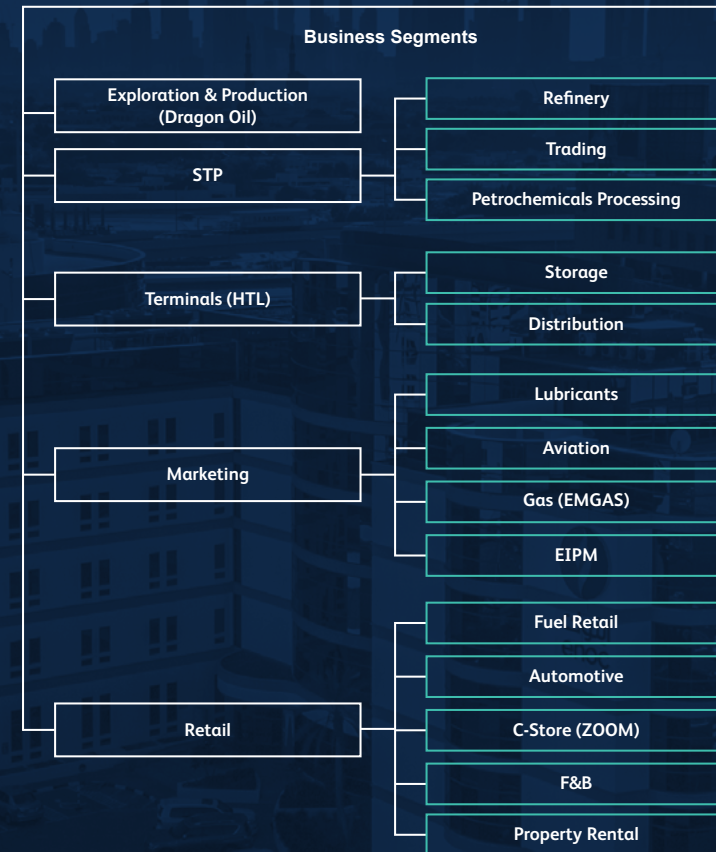 Business Segments
Exploration & Production
(Dragon Oil)
STP
Refinery
Trading
Petrochemicals Processing
Terminals (HTL)
Storage
Distribution
Marketing
Lubricants
Aviation
Gas (EMGAS)
EIPM
Retail
Fuel Retail
Automotive
C-Store (ZOOM)
F&B
Property Rental